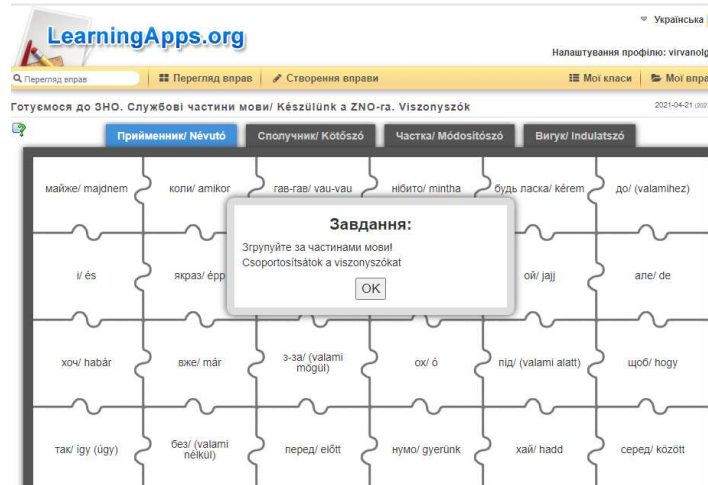 Українська
LearningApps.org
Налаштування профілю: virvanolg
Перегляд вправ
Перегляд вправ
Створення вправи
Мої класи
Мої впра
Готуємося до ЗНО. Службові частини мови/ Készülünk a ZNO-ra. Viszonyszók
2021-04-21
Прийменник/ Névutó
Сполучник/ Kötőszó
Частка/ Módosítószó
Вигук/ Indulatszó
майже/ majdnem
коли/ amikor
гав-гав/ vau-vau
нібито/ mintha
будь ласка/ kérem
до/ (valamihez)
Завдання:
Згрупуйте за частинами мови!
Csoportosítsátok a viszonyszókat
OK
і/ és
якраз/ épp
ой/ jajj
але/ de
хоч/ habár
вже/ már
з-за/ (valami
mögül)
ох/ ó
під/ (valami alatt)
щоб/ hogy
так/ így (úgy)
без/ (valami
nélkül)
перед/ előtt
нумо/ gyerünk
хай/ hadd
серед/ között